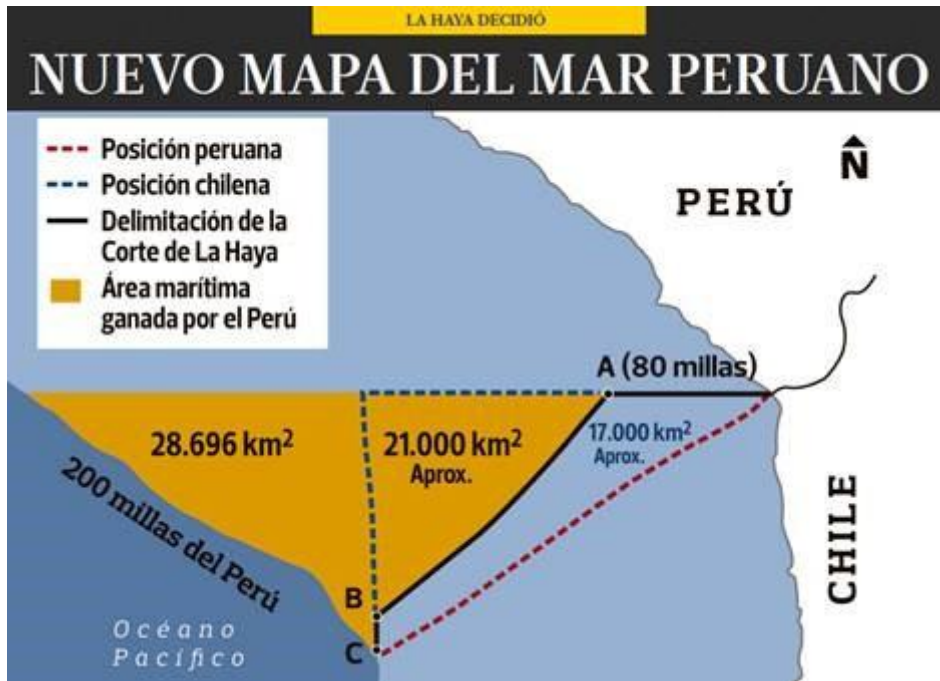 LA HAYA DECIDIÓ
NUEVO MAPA DEL MAR PERUANO
Posición peruana
Posición chilena
Delimitación de la
Corte de La Haya
Área marítima
ganada por el Perú
N
PERÚ
A (80 millas)
28.696 km²
21.000 km²
Aprox.
17.000 km²
Aprox.
200 millas del Perú
CHILE
B
C
Océano
Pacífico